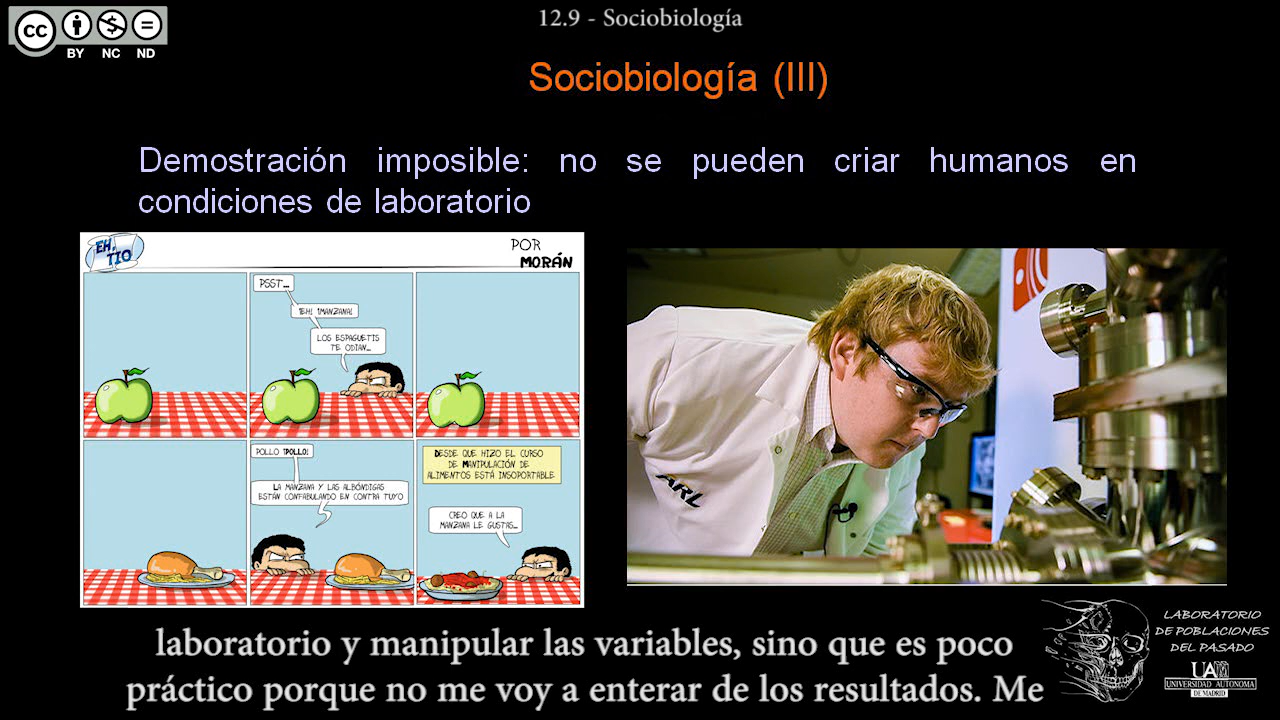 12.9 - Sociobiología
cc
BY NC ND
Sociobiología (III)
Demostración imposible: no se pueden criar humanos en
condiciones de laboratorio
EH, TIO
POR
MORÁN
PSST...
¡EH! ¡MANZANA!
LOS ESPAGUETIS
TE ODIAN...
POLLO ¡POLLO!
LA MANZANA Y LAS ALBÓNDIGAS
ESTÁN CONFABULANDO EN CONTRA TUYO
DESDE QUE HIZO EL CURSO
DE MANIPULACIÓN DE
ALIMENTOS ESTÁ INSOPORTABLE
CREO QUE A LA
MANZANA LE GUSTAS...
ARL
laboratorio y manipular las variables, sino que es poco
práctico porque no me voy a enterar de los resultados. Me
LABORATORIO
DE POBLACIONES
DEL PASADO
UAM
UNIVERSIDAD AUTONOMA
DE MADRID